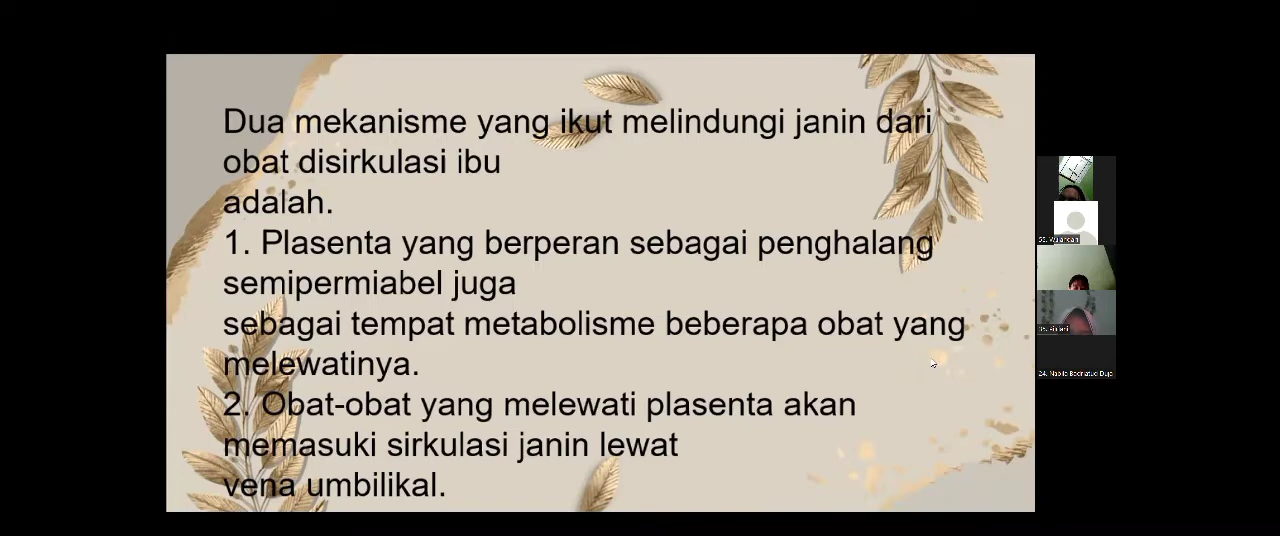 Dua mekanisme yang ikut melindungi janin dari
obat disirkulasi ibu
adalah.
1. Plasenta yang berperan sebagai penghalang
semipermiabel juga
sebagai tempat metabolisme beberapa obat yang
melewatinya.
2. Obat-obat yang melewati plasenta akan
memasuki sirkulasi janin lewat
vena umbilikal.
24. Nabila